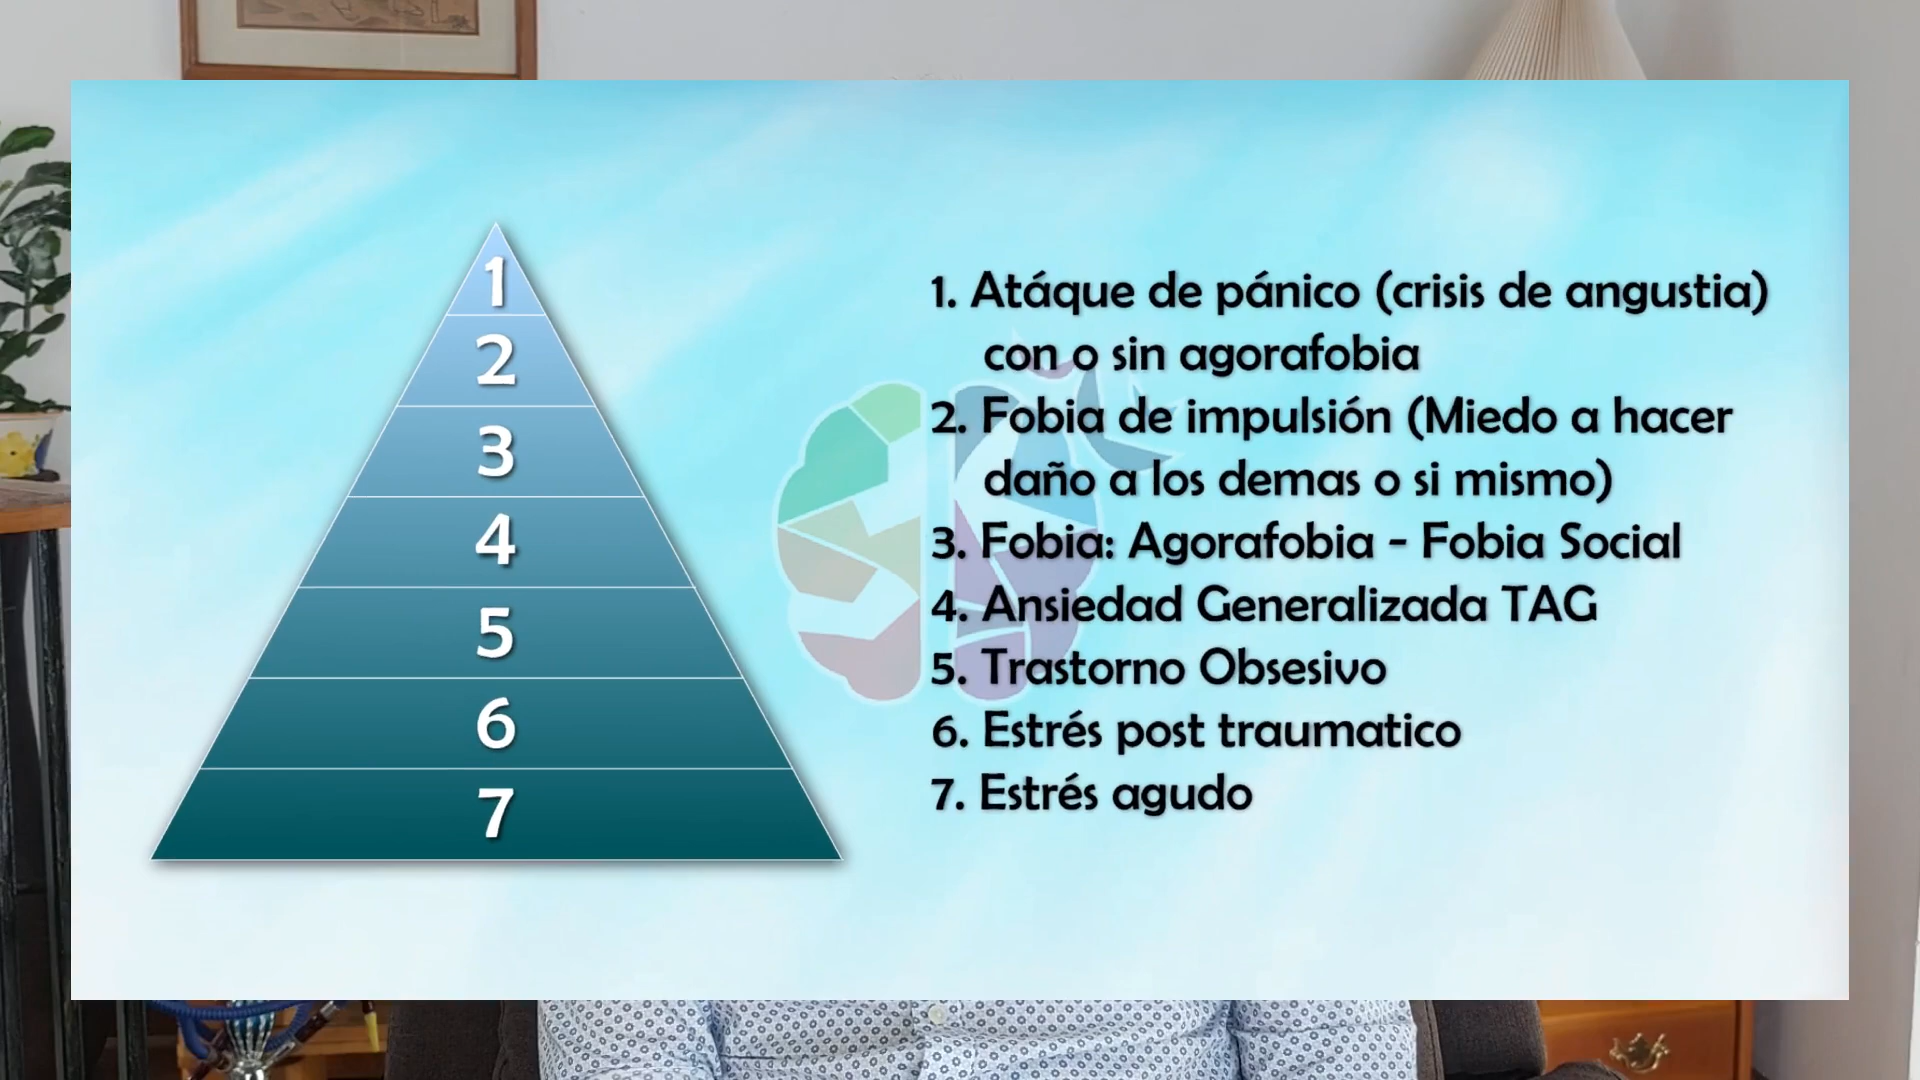 1
2
3
4
5
6
7
1. Atáque de pánico (crisis de angustia)
con o sin agorafobia
2. Fobia de impulsión (Miedo a hacer
daño a los demas o si mismo)
3. Fobia: Agorafobia - Fobia Social
4. Ansiedad Generalizada TAG
5. Trastorno Obsesivo
6. Estrés post traumatico
7. Estrés agudo